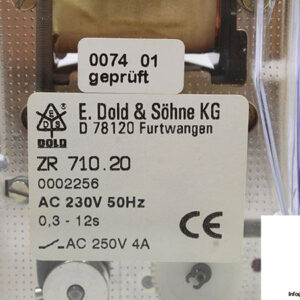 0074 01
geprüft
E. Dold & Söhne KG
D 78120 Furtwangen
E D S
DOLD
ZR 710.20
0002256
AC 230V 50Hz
0,3 - 12s
CE
AC 250V 4A